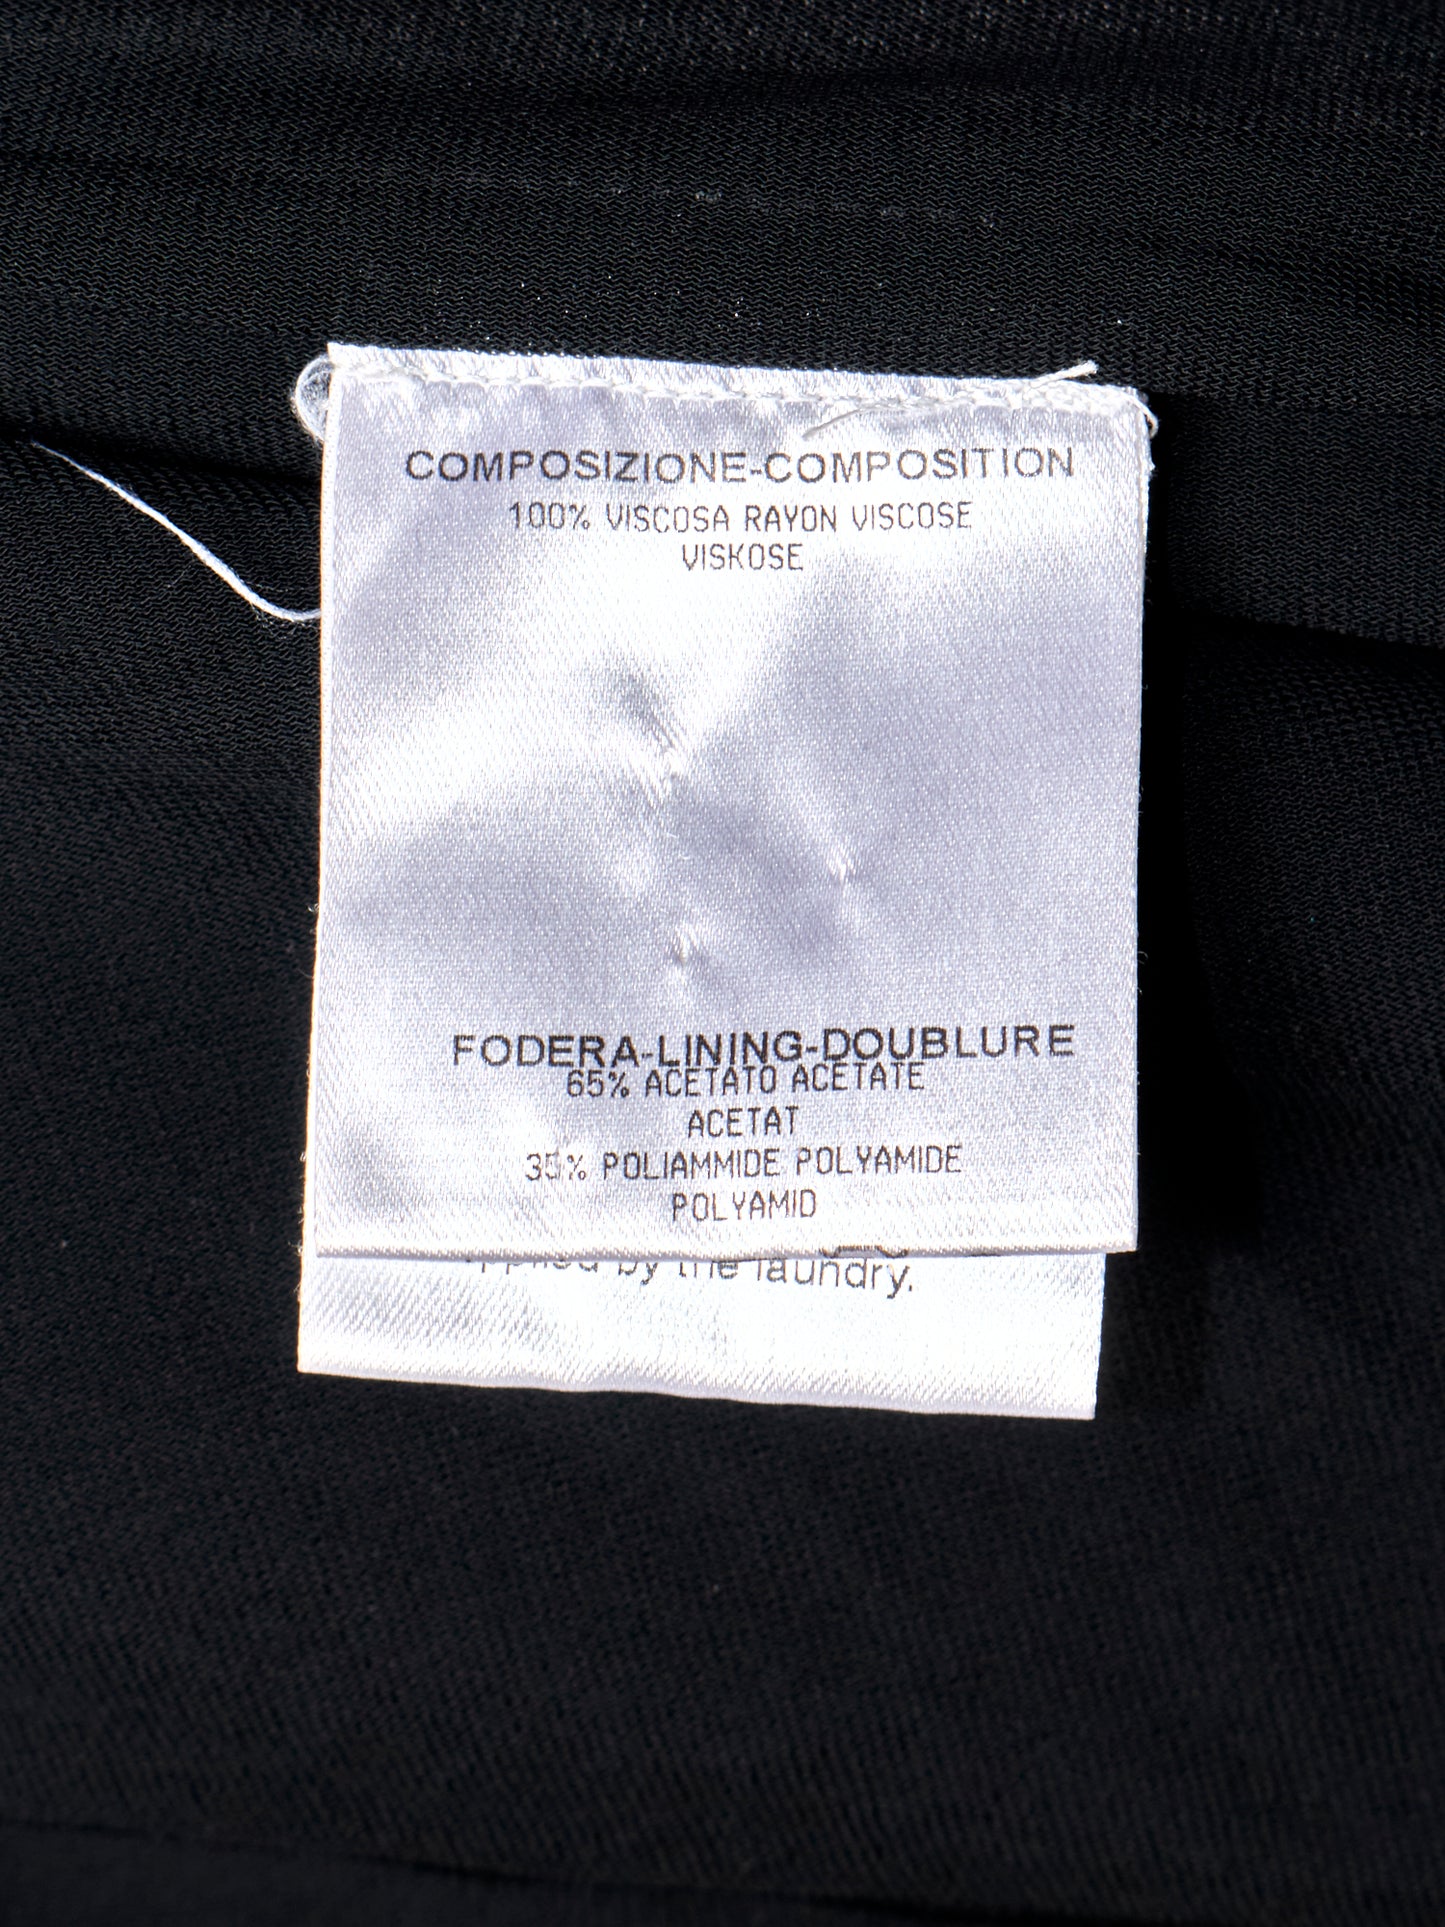 COMPOSIZIONE-COMPOSITION
100% VISCOSA RAYON VISCOSE
VISKOSE
FODERA-LINING-DOUBLURE
65% ACETATO ACETATE
ACETAT
35% POLIAMMIDE POLYAMIDE
POLYAMID
by the laundry.